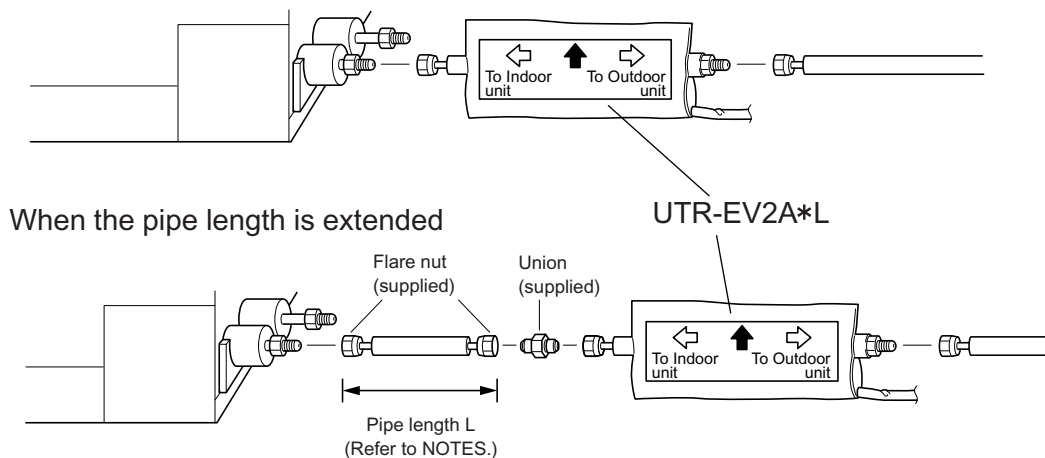 To Indoor
unit
To Outdoor
unit
When the pipe length is extended
UTR-EV2A*L
Flare nut
(supplied)
Union
(supplied)
To Indoor
unit
To Outdoor
unit
Pipe length L
(Refer to NOTES.)